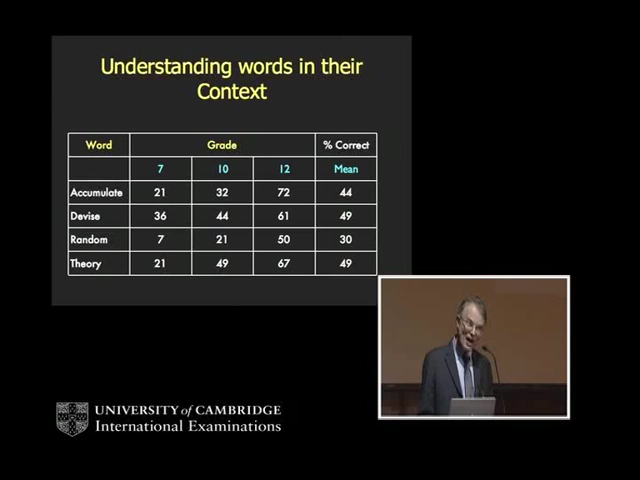 Understanding words in their
Context
Word Grade % Correct
7 10 12 Mean
Accumulate 21 32 72 44
Devise 36 44 61 49
Random 7 21 50 30
Theory 21 49 67 49
UNIVERSITY of CAMBRIDGE
International Examinations